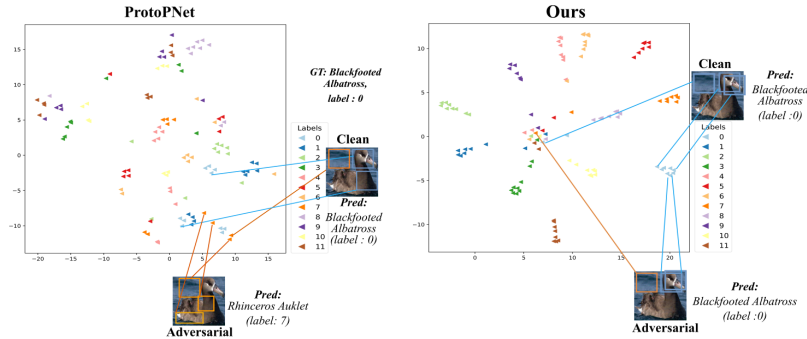 ProtoPNet
GT: Blackfooted
Albatross,
label : 0
Clean
Pred:
Blackfooted
Albatross
(label : 0)
Labels
0
1
2
3
4
5
6
7
8
9
10
11
15
10
5
0
−5
−10
−20
−15
−10
−5
0
5
10
15
Adversarial
Pred:
Rhinceros Auklet
(label: 7)
Ours
Clean
Pred:
Blackfooted
Albatross
(label :0)
Labels
0
1
2
3
4
5
6
7
8
9
10
11
10
5
0
−5
−10
−5
0
5
10
15
20
Adversarial
Pred:
Blackfooted Albatross
(label :0)